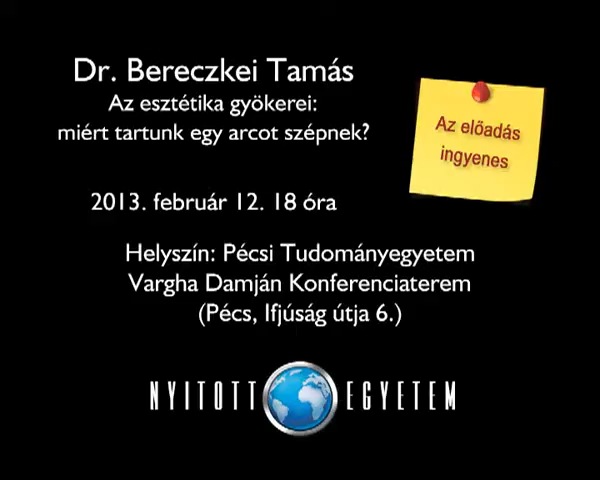 Dr. Bereczkei Tamás
Az esztétika gyökerei:
miért tartunk egy arcot szépnek?
Az előadás
ingyenes
2013. február 12. 18 óra
Helyszín: Pécsi Tudományegyetem
Vargha Damján Konferenciaterem
(Pécs, Ifjúság útja 6.)
NYITOTT EGYETEM